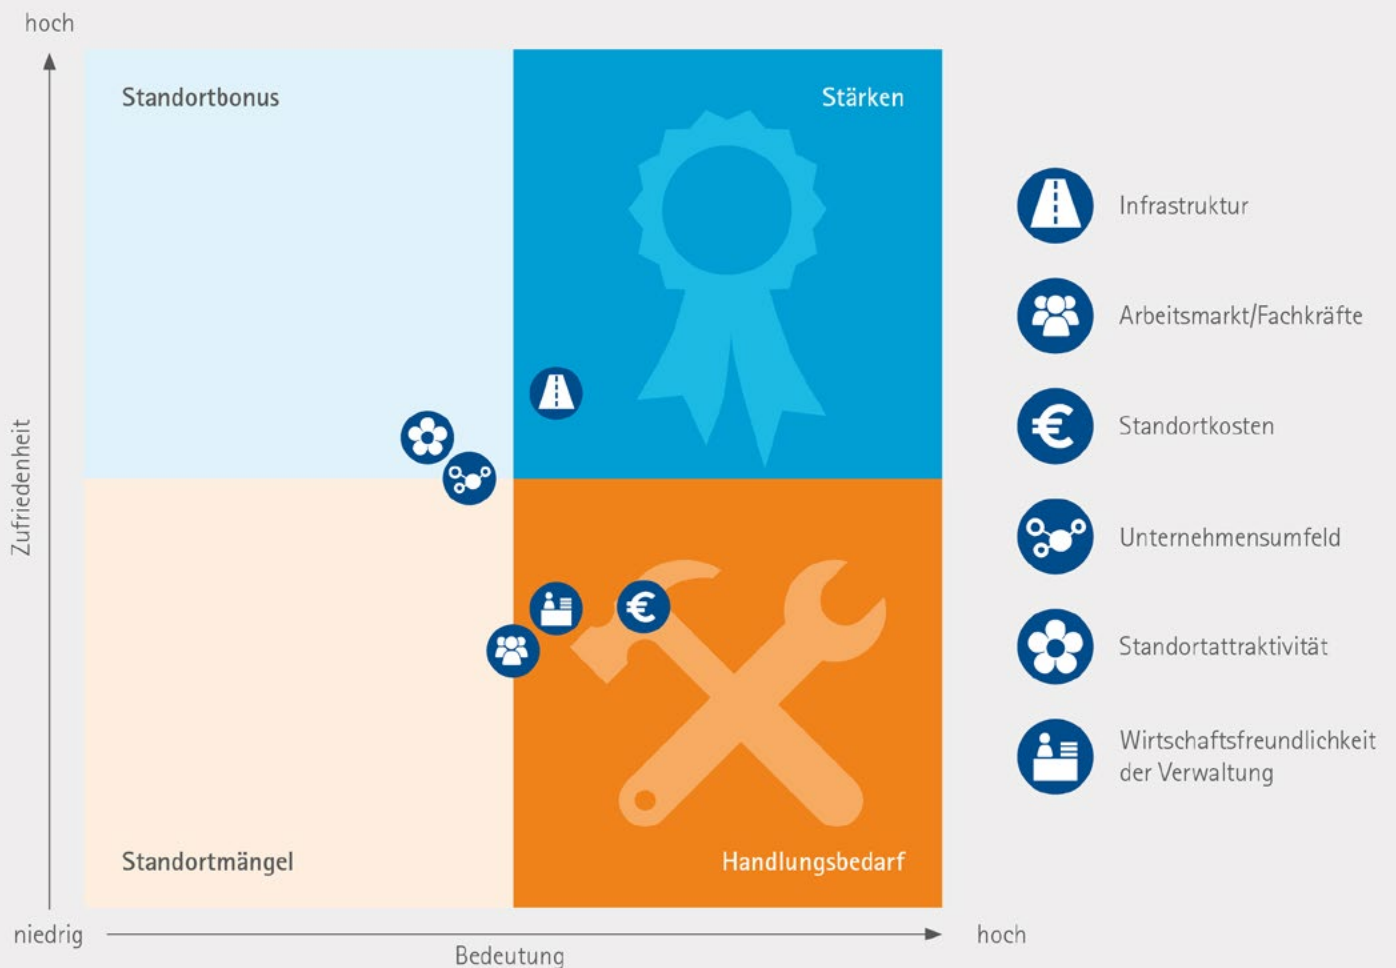 hoch
Standortbonus
Stärken
Zufriedenheit
Standortmängel
Handlungsbedarf
niedrig
Bedeutung
hoch
Infrastruktur
Arbeitsmarkt/Fachkräfte
€
Standortkosten
Unternehmensumfeld
Standortattraktivität
Wirtschaftsfreundlichkeit
der Verwaltung
€